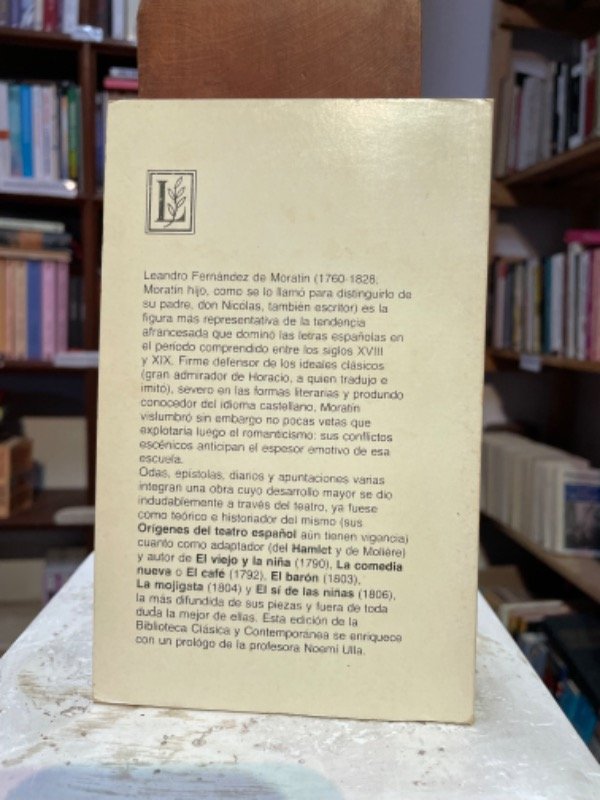 L
Leandro Fernández de Moratín (1760-1828;
Moratín hijo, como se lo llamó para distinguirlo de
su padre, don Nicolás, también escritor) es la
figura más representativa de la tendencia
afrancesada que dominó las letras españolas en
el período comprendido entre los siglos XVIII
y XIX. Firme defensor de los ideales clásicos
(gran admirador de Horacio, a quien tradujo e
imitó), severo en las formas literarias y produndo
conocedor del idioma castellano, Moratín
vislumbró sin embargo no pocas vetas que
explotaría luego el romanticismo: sus conflictos
escénicos anticipan el espesor emotivo de esa
escuela.
Odas, epístolas, diarios y apuntaciones varias
integran una obra cuyo desarrollo mayor se dio
indudablemente a través del teatro, ya fuese
como teórico e historiador del mismo (sus
Orígenes del teatro español aún tienen vigencia)
cuanto como adaptador (del Hamlet y de Molière)
y autor de El viejo y la niña (1790), La comedia
nueva o El café (1792), El barón (1803),
La mojigata (1804) y El sí de las niñas (1806),
la más difundida de sus piezas y fuera de toda
duda la mejor de ellas. Esta edición de la
Biblioteca Clásica y Contemporánea se enriquece
con un prológo de la profesora Noemí Ulla.